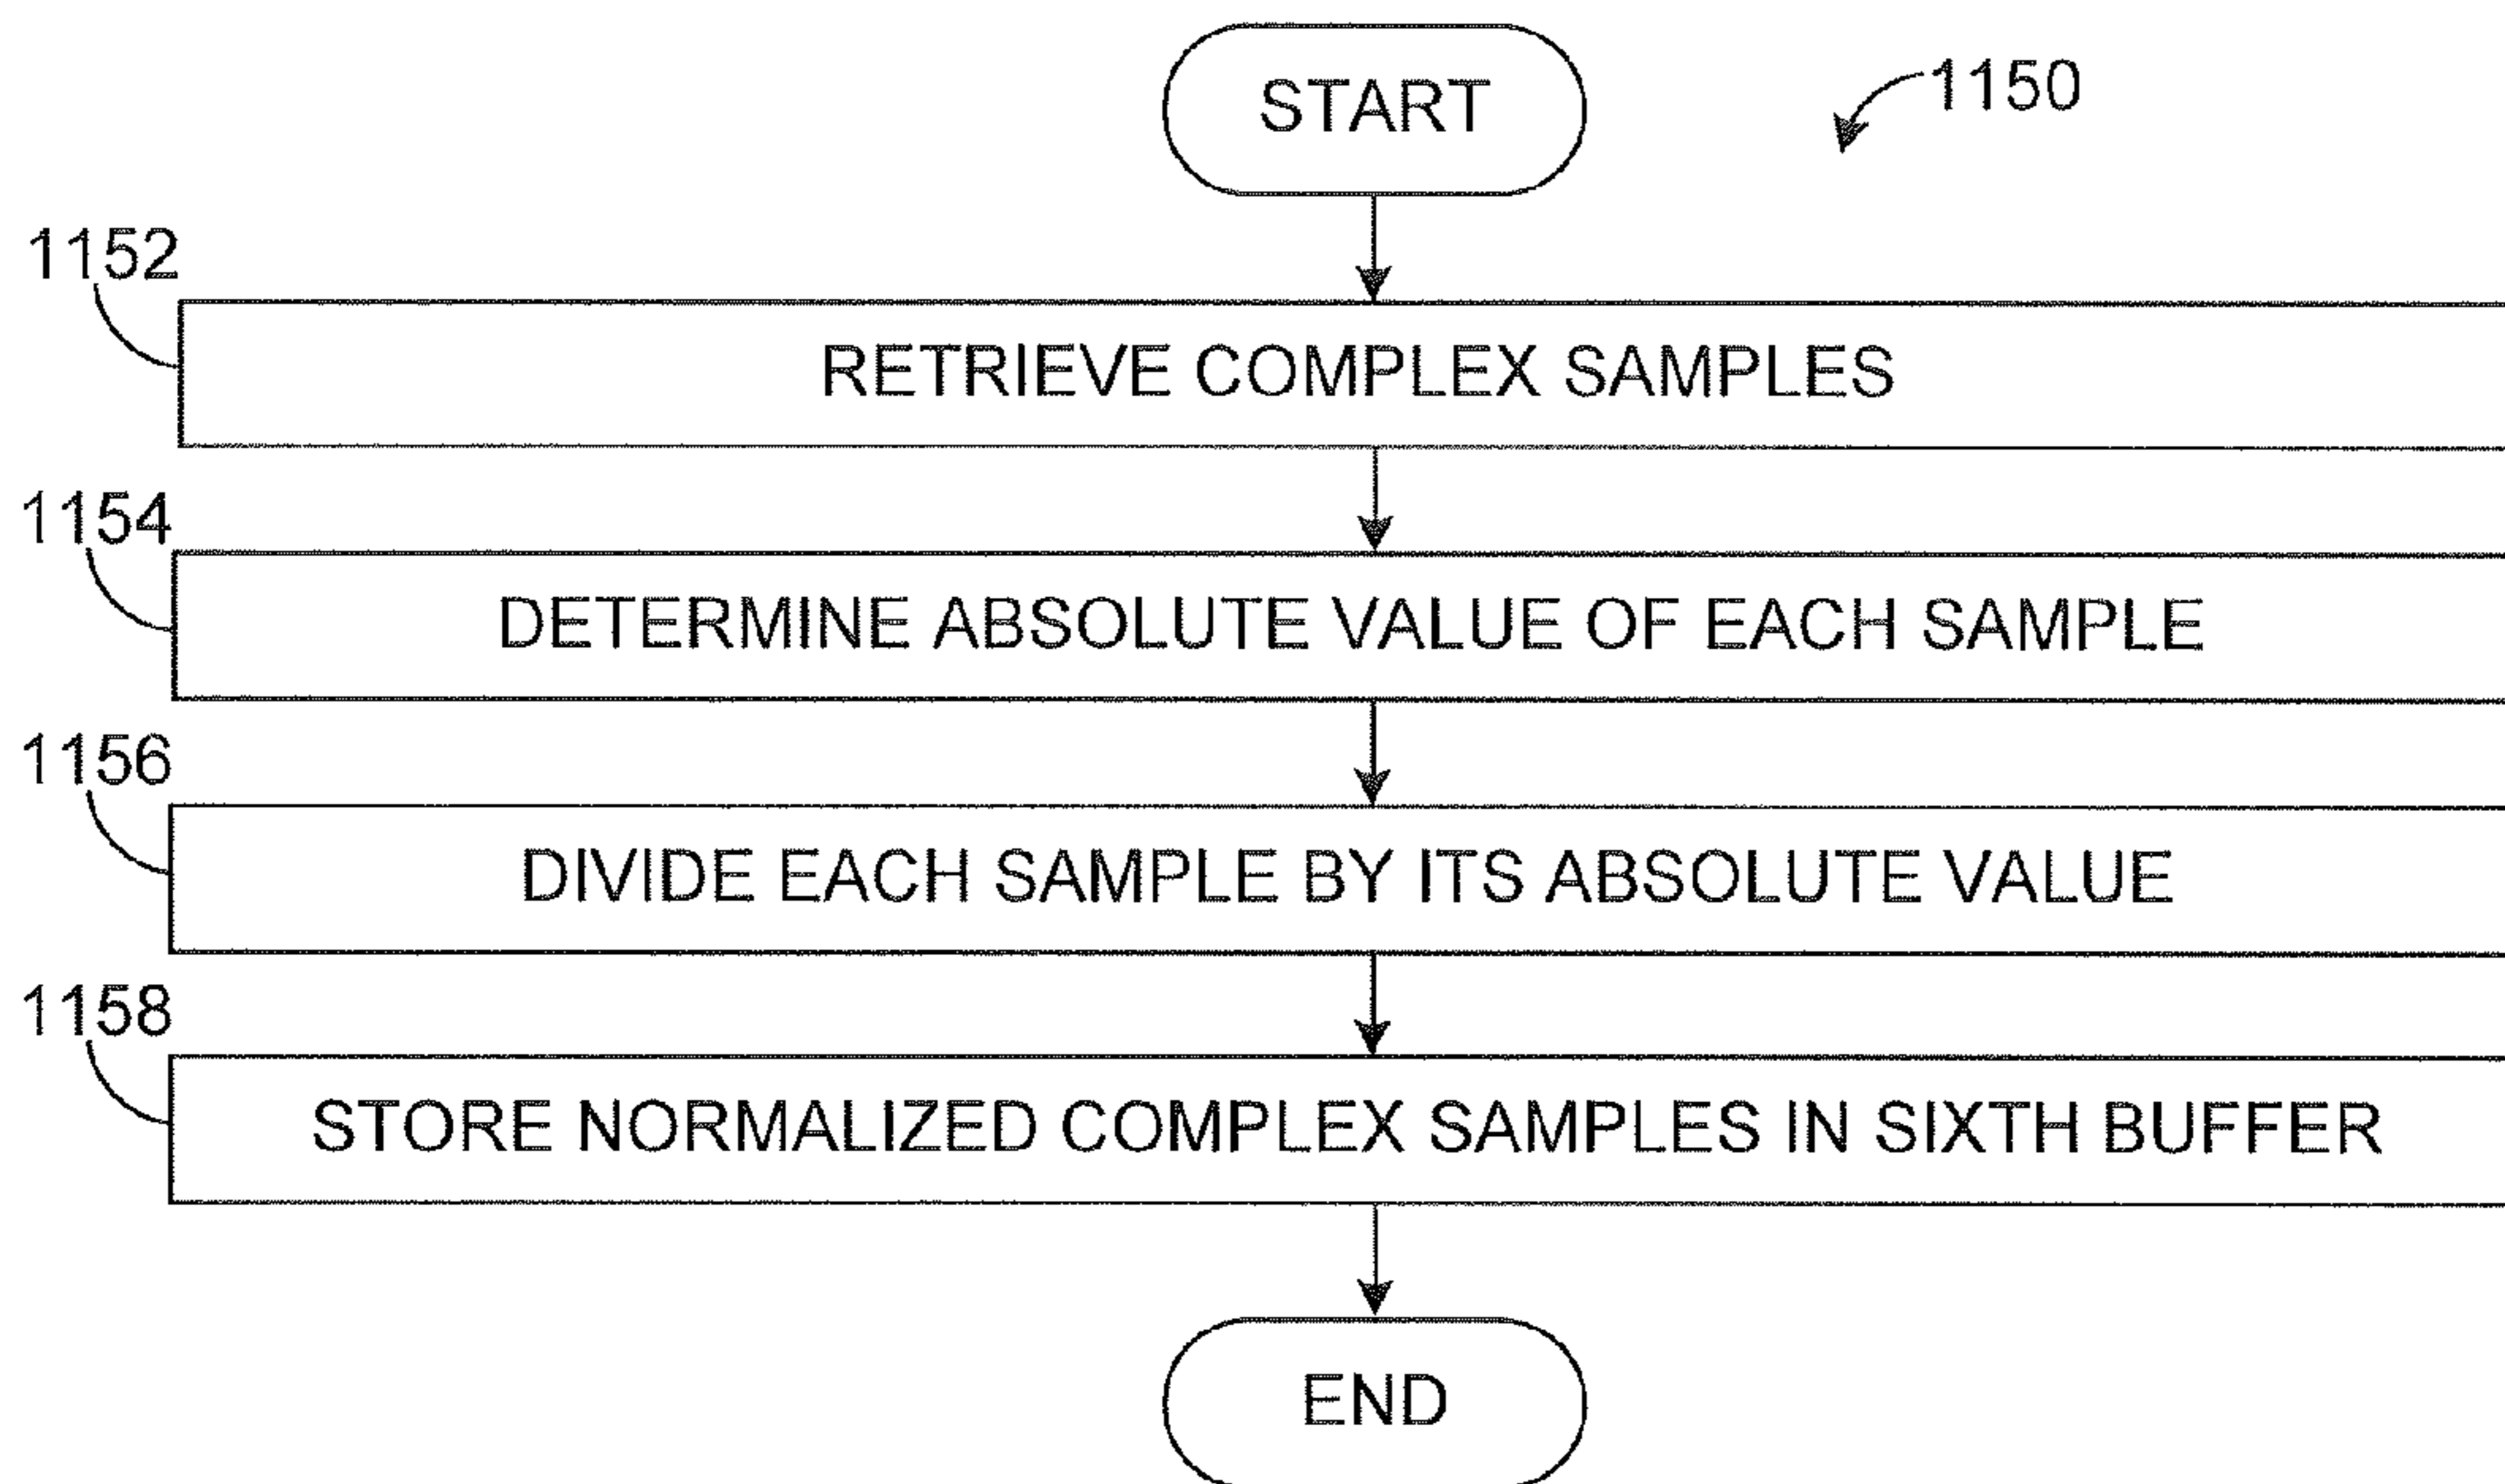 START
1150
1152
RETRIEVE COMPLEX SAMPLES
1154
DETERMINE ABSOLUTE VALUE OF EACH SAMPLE
1156
DIVIDE EACH SAMPLE BY ITS ABSOLUTE VALUE
1158
STORE NORMALIZED COMPLEX SAMPLES IN SIXTH BUFFER
END